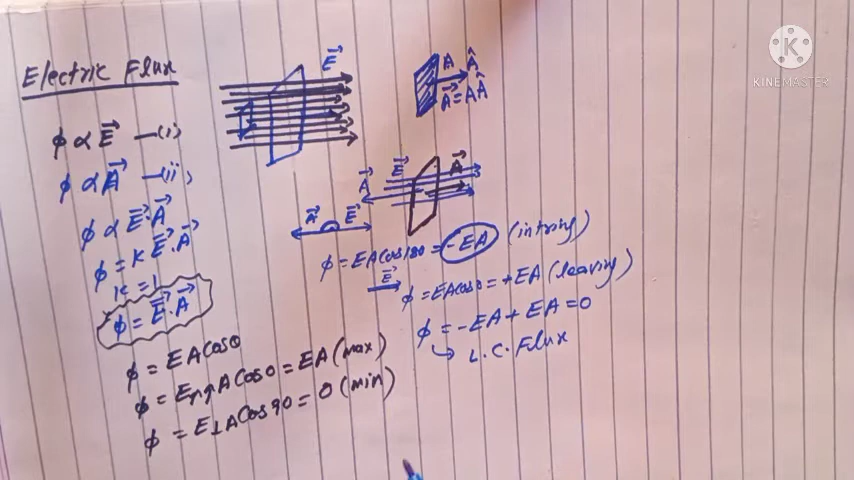 Electric Flux
ϕ ∝ E⃗ —(i)
ϕ ∝ A⃗ —(ii)
ϕ ∝ E⃗·A⃗
ϕ = K E⃗·A⃗
K = 1
ϕ = E⃗·A⃗
ϕ = EACosθ
ϕ = E↑↑ACos0 = EA (max)
ϕ = E⊥ACos90 = 0 (min)
E⃗
A Â
A⃗ = AÂ
A⃗ E⃗ A⃗
A⃗ E⃗
ϕ = EACos180 = -EA (intring)
E⃗
ϕ = EACos0 = +EA (leaving)
ϕ = -EA + EA = 0
↳ L.C. Flux
K
KINEMASTER